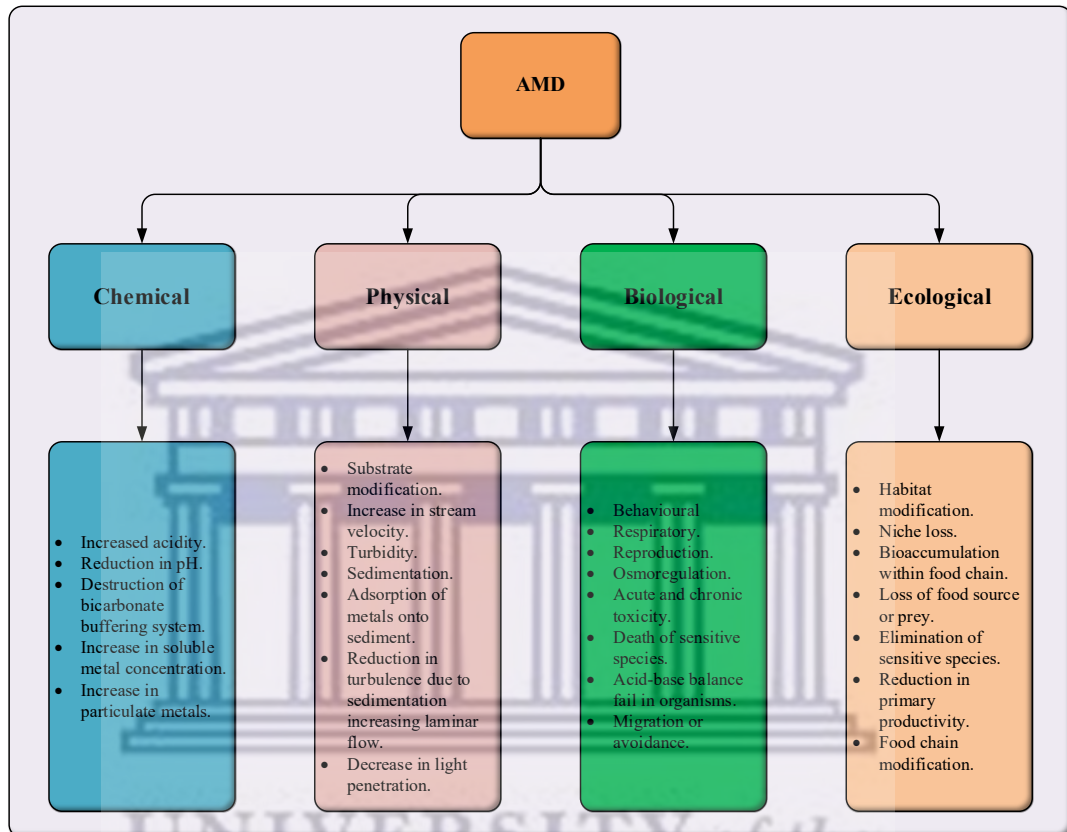 AMD
Chemical
Physical
Biological
Ecological
• Increased acidity.
• Reduction in pH.
• Destruction of
bicarbonate
buffering system.
• Increase in soluble
metal concentration.
• Increase in
particulate metals.
• Substrate
modification.
• Increase in stream
velocity.
• Turbidity.
• Sedimentation.
• Adsorption of
metals onto
sediment.
• Reduction in
turbulence due to
sedimentation
increasing laminar
flow.
• Decrease in light
penetration.
• Behavioural
• Respiratory.
• Reproduction.
• Osmoregulation.
• Acute and chronic
toxicity.
• Death of sensitive
species.
• Acid-base balance
fail in organisms.
• Migration or
avoidance.
• Habitat
modification.
• Niche loss.
• Bioaccumulation
within food chain.
• Loss of food source
or prey.
• Elimination of
sensitive species.
• Reduction in
primary
productivity.
• Food chain
modification.
UNIVERSITY of the